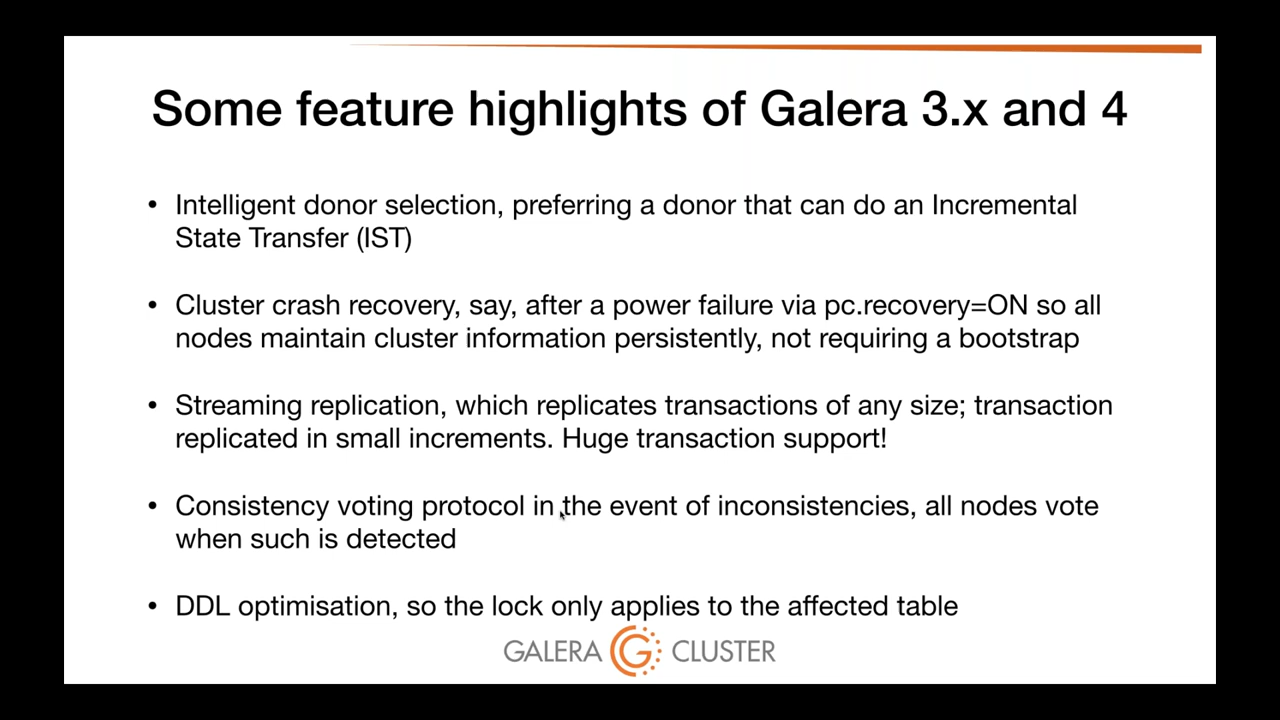 Some feature highlights of Galera 3.x and 4
• Intelligent donor selection, preferring a donor that can do an Incremental
State Transfer (IST)
• Cluster crash recovery, say, after a power failure via pc.recovery=ON so all
nodes maintain cluster information persistently, not requiring a bootstrap
• Streaming replication, which replicates transactions of any size; transaction
replicated in small increments. Huge transaction support!
• Consistency voting protocol in the event of inconsistencies, all nodes vote
when such is detected
• DDL optimisation, so the lock only applies to the affected table
GALERA CLUSTER